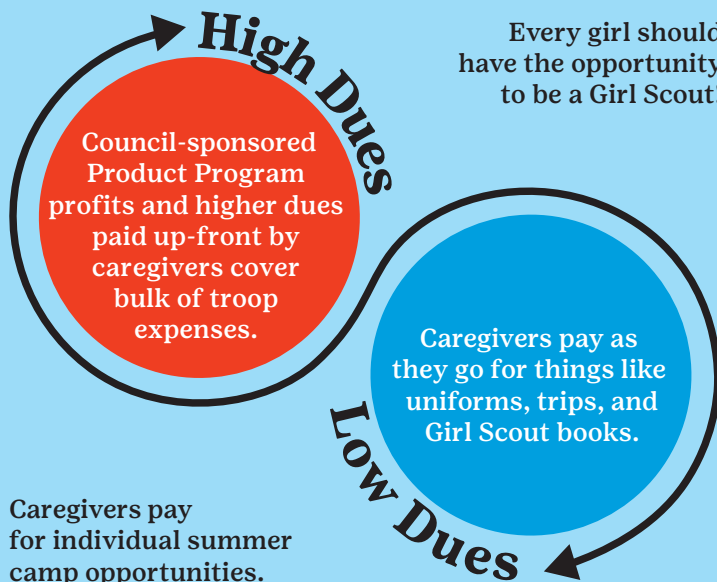 High Dues
Every girl should
have the opportunity
to be a Girl Scout!
Council-sponsored
Product Program
profits and higher dues
paid up-front by
caregivers cover
bulk of troop
expenses.
Caregivers pay as
they go for things like
uniforms, trips, and
Girl Scout books.
Low Dues
Caregivers pay
for individual summer
camp opportunities.